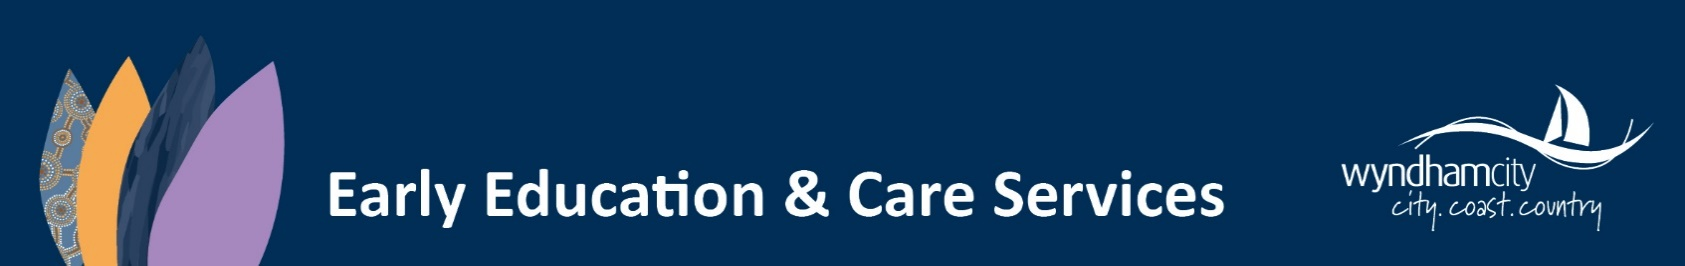 Early Education & Care Services
wyndhamcity
city. coast. country